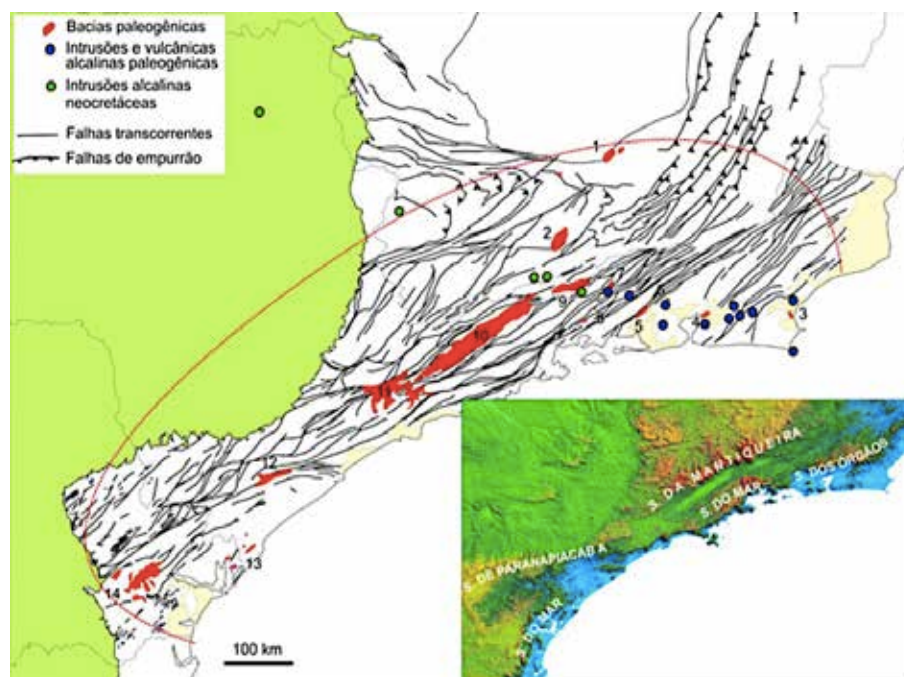 Bacias paleogênicas
Intrusões e vulcânicas
alcalinas paleogênicas
Intrusões alcalinas
neocretáceas
Falhas transcorrentes
Falhas de empurrão
1
1
2
3
4
5
6
8
9
10
11
12
13
14
100 km
S. DA MANTIQUEIRA
S. DOS ÓRGÃOS
S. DO MAR
S. DE PARANAPIACABA
S. DO MAR